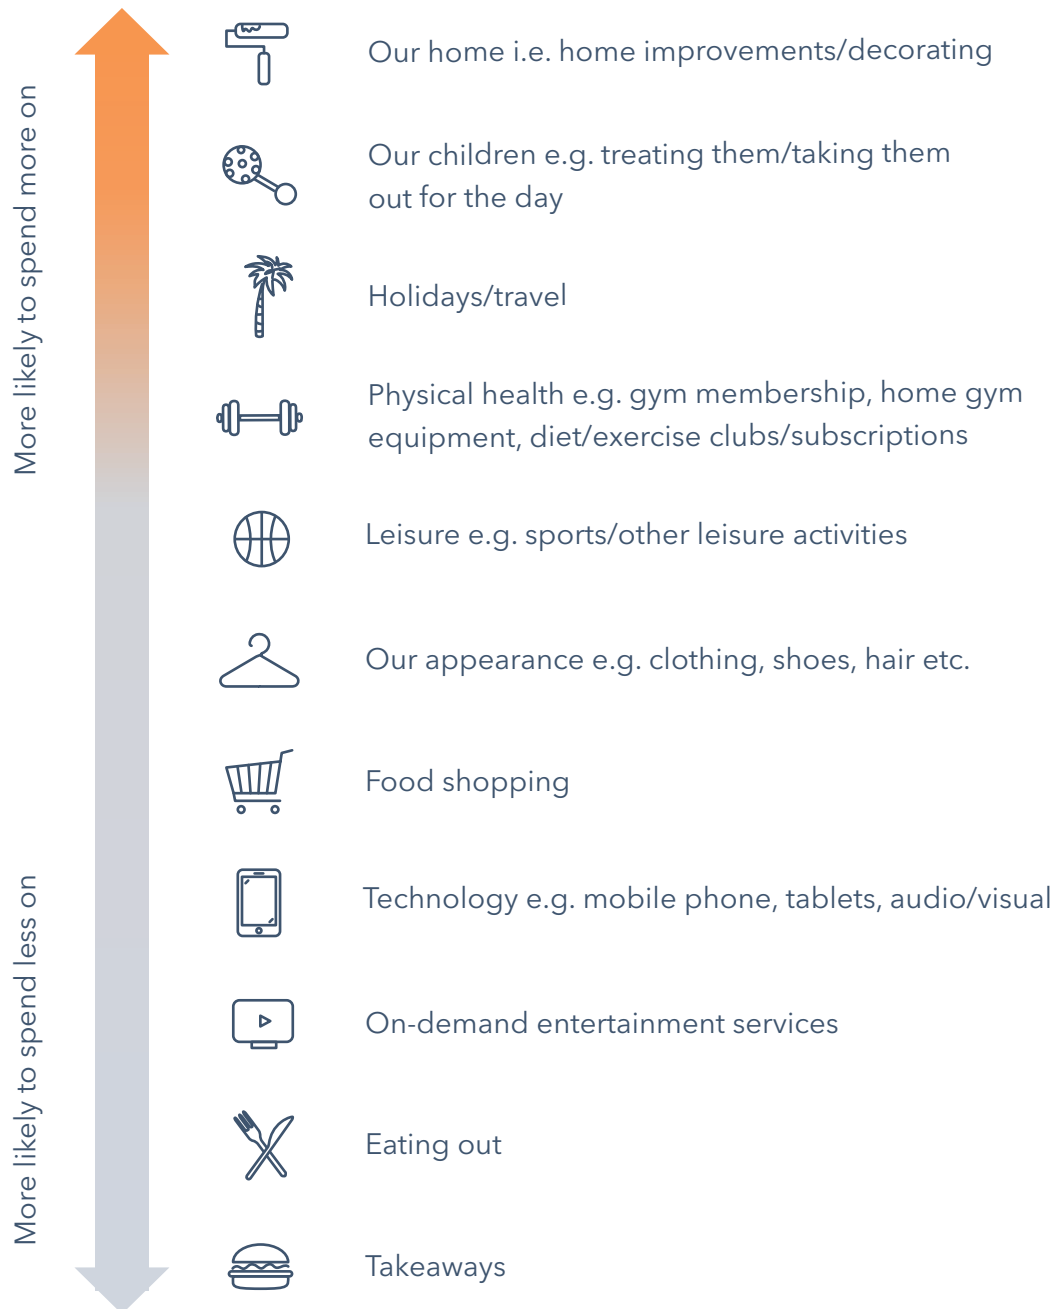 More likely to spend more on
Our home i.e. home improvements/decorating
Our children e.g. treating them/taking them
out for the day
Holidays/travel
Physical health e.g. gym membership, home gym
equipment, diet/exercise clubs/subscriptions
Leisure e.g. sports/other leisure activities
Our appearance e.g. clothing, shoes, hair etc.
Food shopping
More likely to spend less on
Technology e.g. mobile phone, tablets, audio/visual
On-demand entertainment services
Eating out
Takeaways